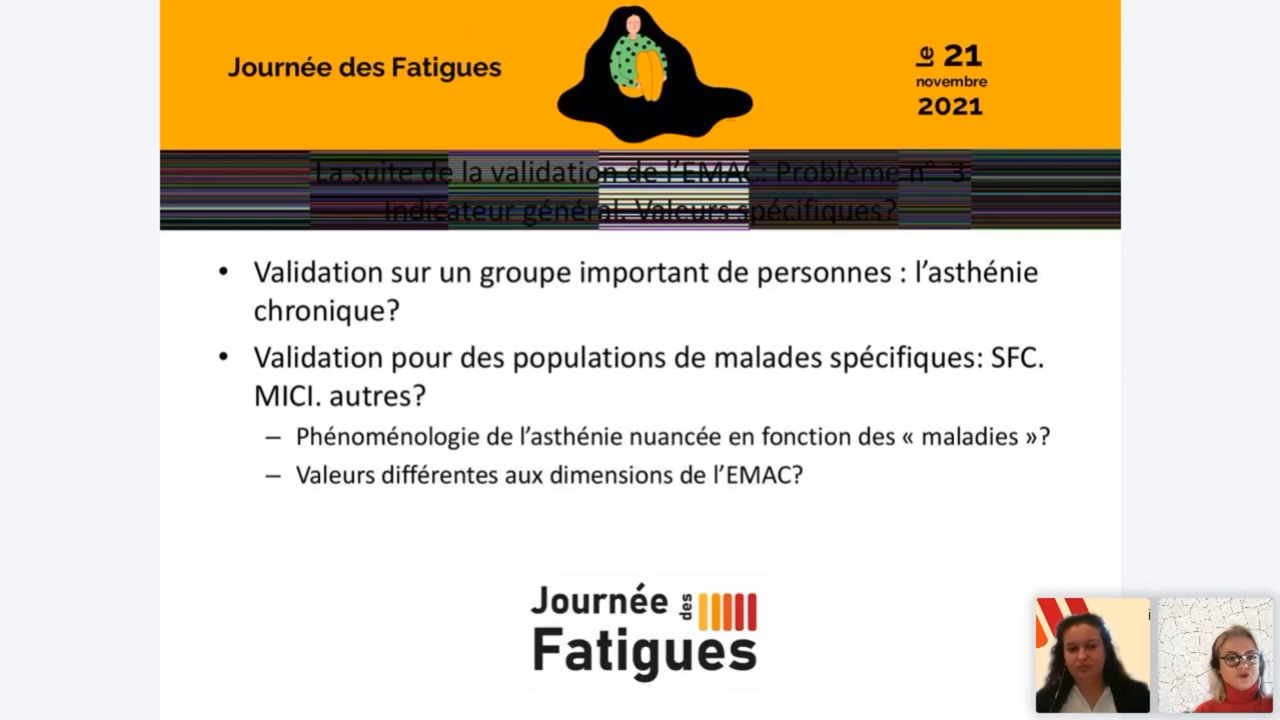 Journée des Fatigues
le 21
novembre
2021
La suite de la validation de l'EMAC: Problème n° 3
Indicateur général. Valeurs spécifiques?
• Validation sur un groupe important de personnes : l'asthénie
chronique?
• Validation pour des populations de malades spécifiques: SFC.
MICI. autres?
– Phénoménologie de l'asthénie nuancée en fonction des « maladies »?
– Valeurs différentes aux dimensions de l'EMAC?
Journée des
Fatigues